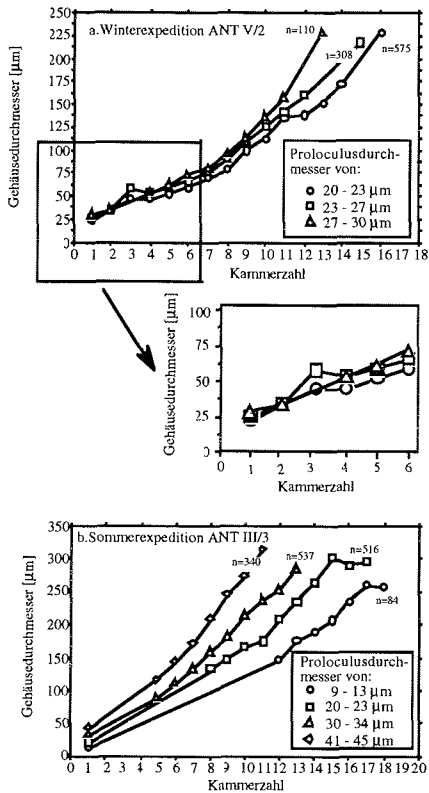 a.Winterexpedition ANT V/2
n=110
n=308
n=575
Gehäusedurchmesser [µm]
225
200
175
150
125
100
75
50
25
0
Proloculusdurch-
messer von:
20 - 23 µm
23 - 27 µm
27 - 30 µm
0 1 2 3 4 5 6 7 8 9 10 11 12 13 14 15 16 17 18
Kammerzahl
Gehäusedurchmesser [µm]
100
75
50
25
0
0 1 2 3 4 5 6
Kammerzahl
b.Sommerexpedition ANT III/3
n=340
n=537
n=516
n=84
Gehäusedurchmesser [µm]
350
300
250
200
150
100
50
0
Proloculusdurch-
messer von:
9 - 13 µm
20 - 23 µm
30 - 34 µm
41 - 45 µm
0 1 2 3 4 5 6 7 8 9 10 11 12 13 14 15 16 17 18 19 20
Kammerzahl